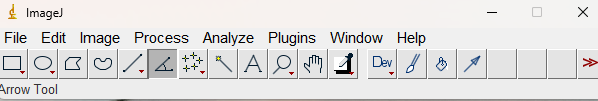 ImageJ
File Edit Image Process Analyze Plugins Window Help
A Dev >>
Arrow Tool